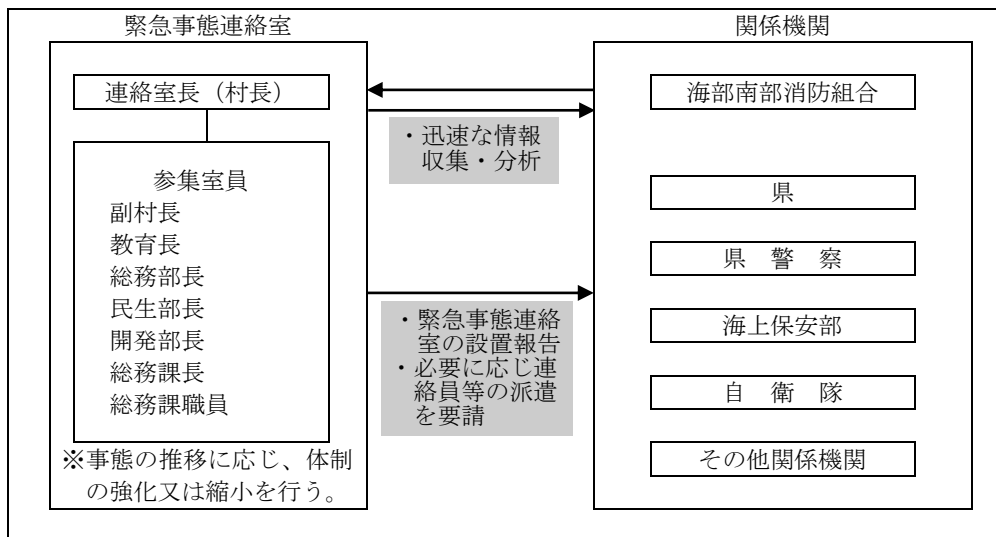 緊急事態連絡室
連絡室長（村長）
参集室員
副村長
教育長
総務部長
民生部長
開発部長
総務課長
総務課職員
※事態の推移に応じ、体制
の強化又は縮小を行う。
・迅速な情報
収集・分析
・緊急事態連絡
室の設置報告
・必要に応じ連
絡員等の派遣
を要請
関係機関
海部南部消防組合
県
県　警　察
海上保安部
自　衛　隊
その他関係機関